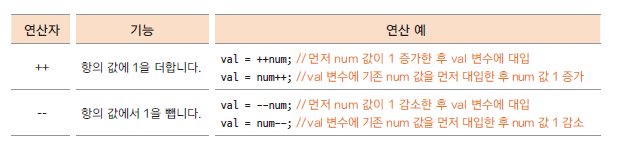 연산자 기능 연산 예
++ 항의 값에 1을 더합니다. val = ++num; //먼저 num 값이 1 증가한 후 val 변수에 대입
val = num++; //val 변수에 기존 num 값을 먼저 대입한 후 num 값 1 증가
-- 항의 값에서 1을 뺍니다. val = --num; //먼저 num 값이 1 감소한 후 val 변수에 대입
val = num--; //val 변수에 기존 num 값을 먼저 대입한 후 num 값 1 감소